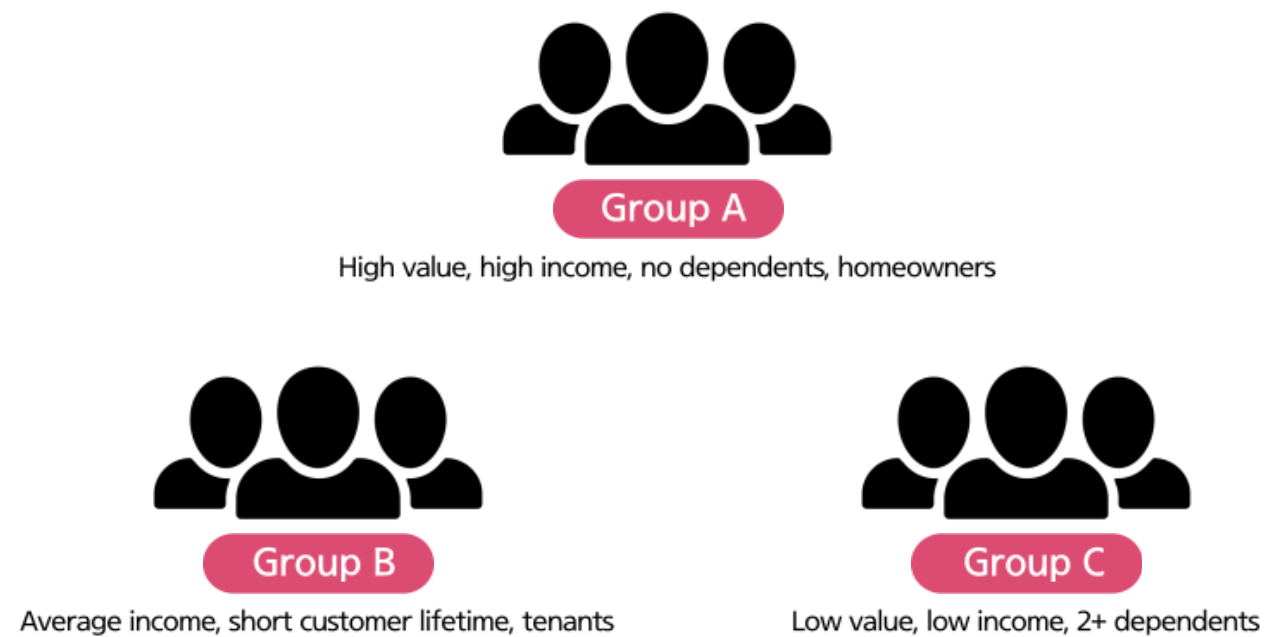 Group A
High value, high income, no dependents, homeowners
Group B
Average income, short customer lifetime, tenants
Group C
Low value, low income, 2+ dependents